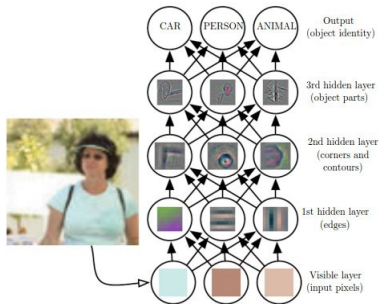 CAR PERSON ANIMAL
Output
(object identity)
3rd hidden layer
(object parts)
2nd hidden layer
(corners and
contours)
1st hidden layer
(edges)
Visible layer
(input pixels)